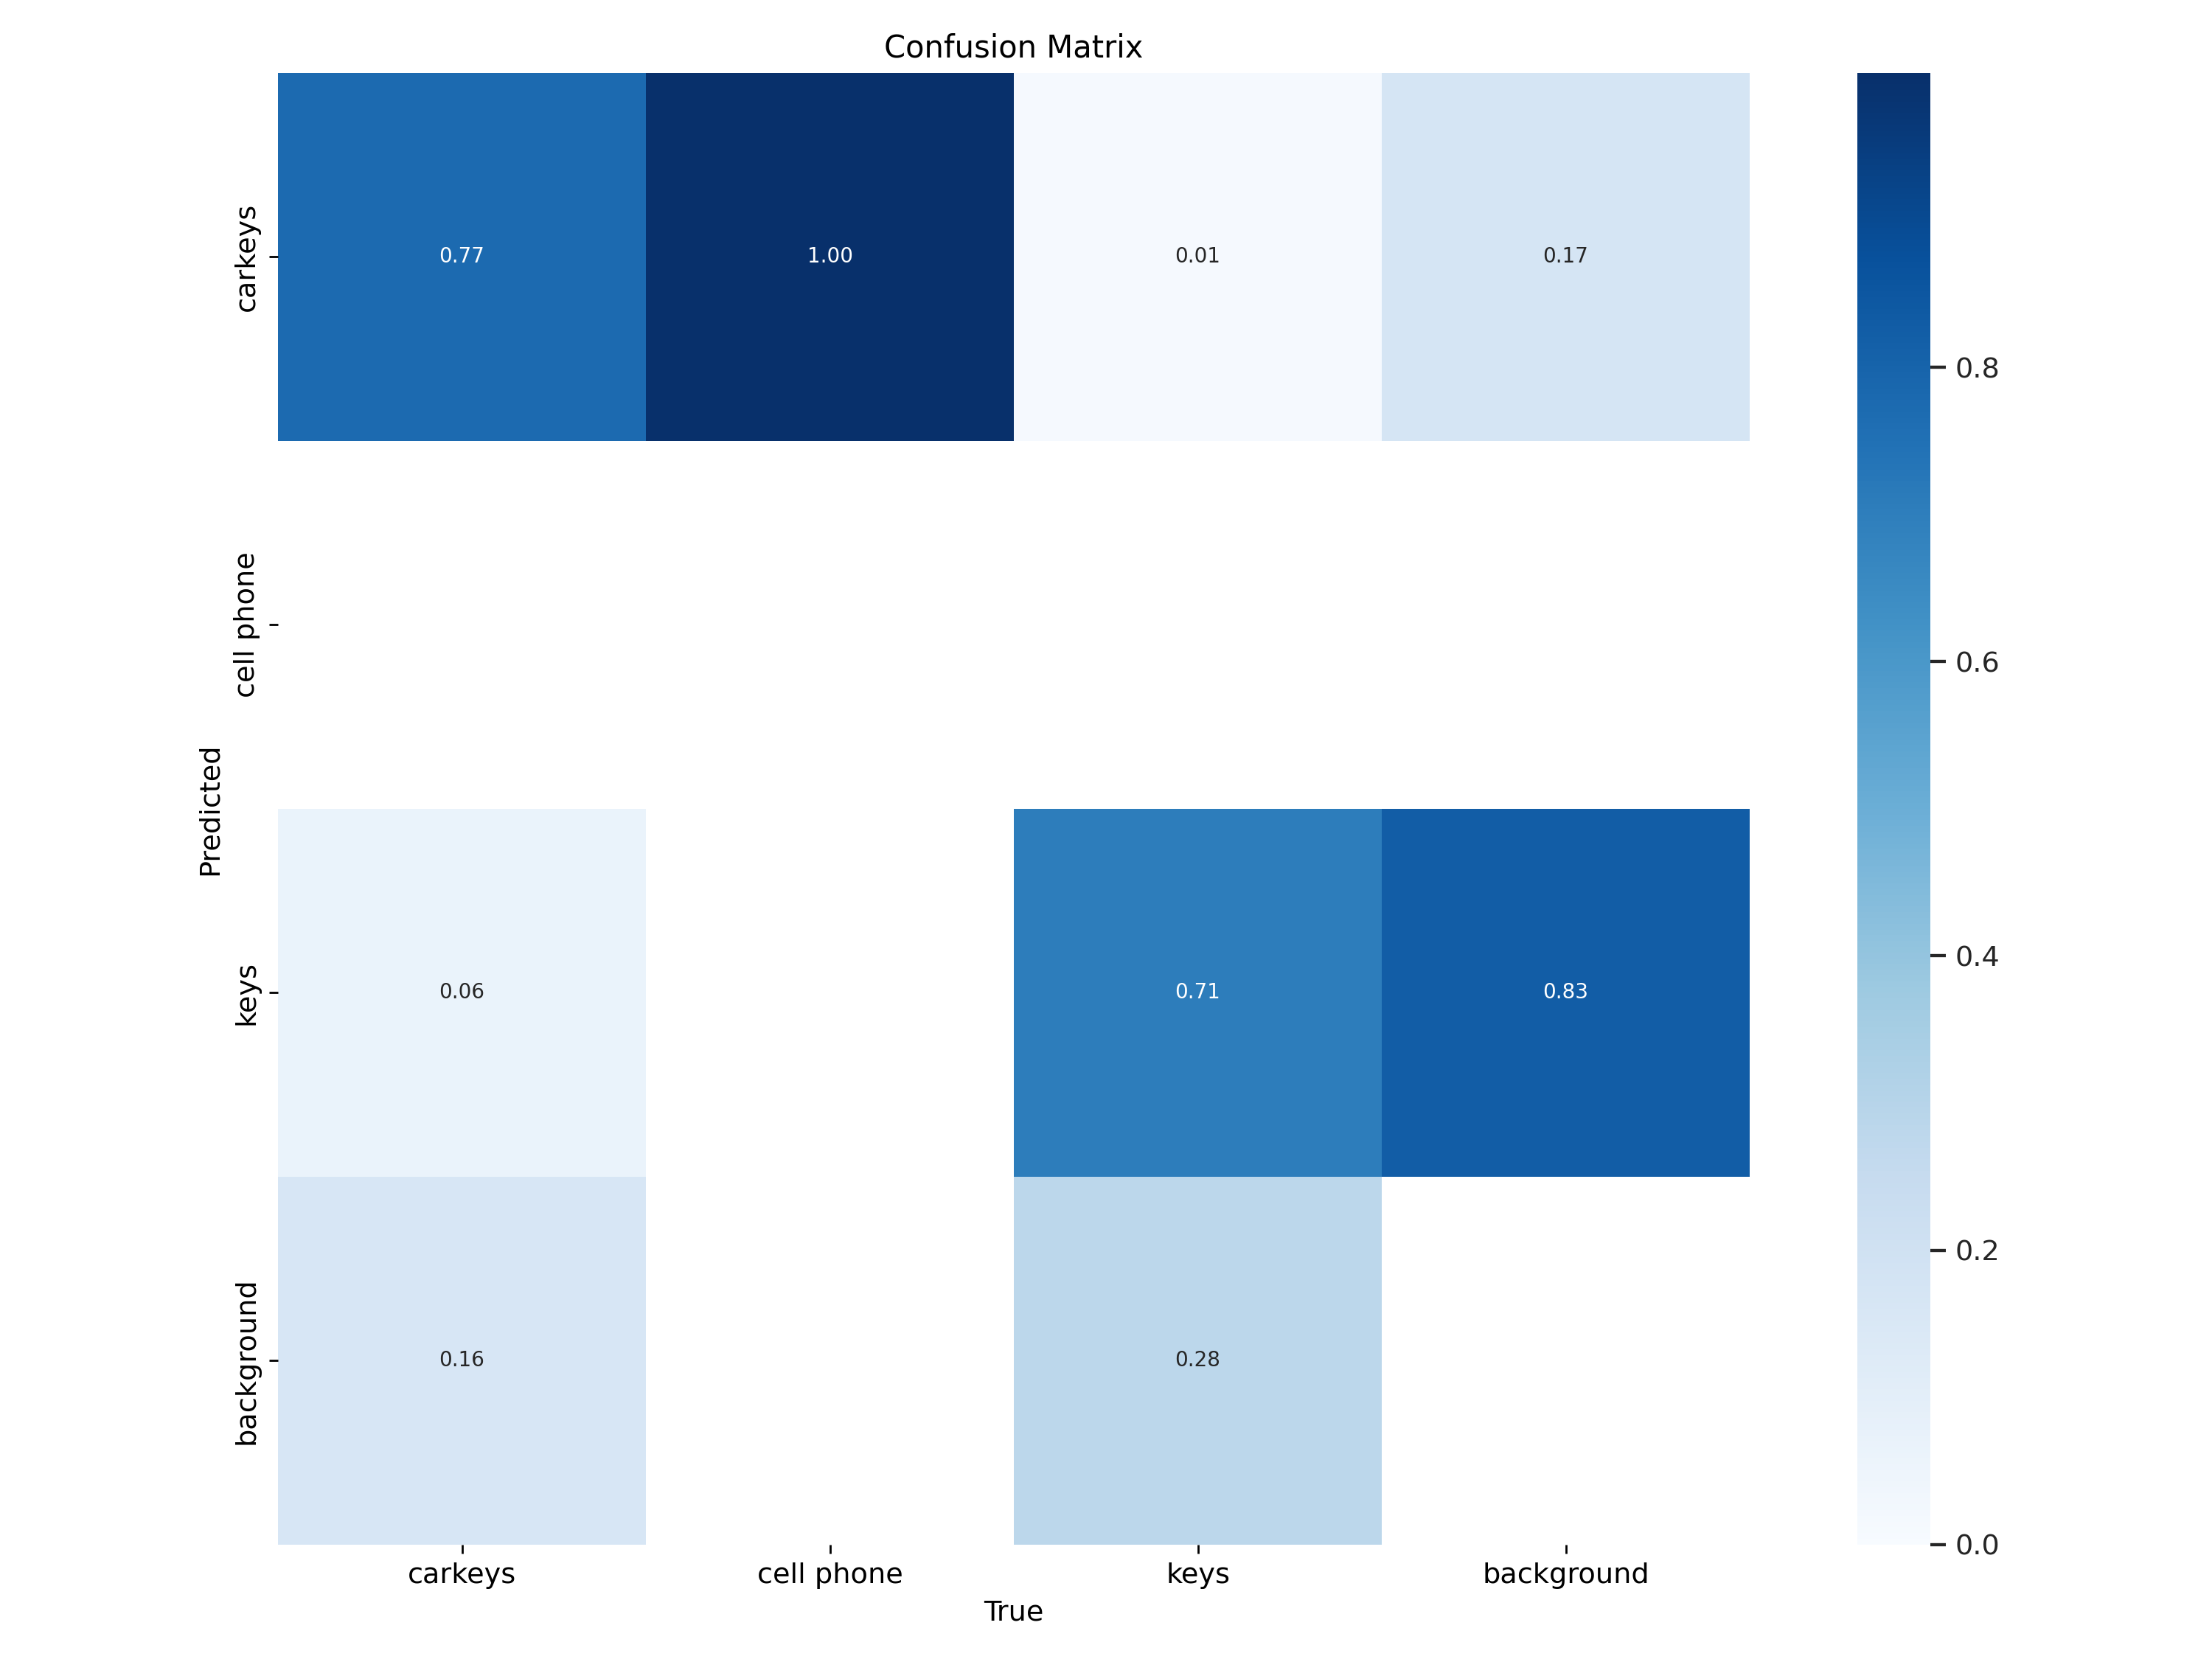 Confusion Matrix
carkeys
0.77
1.00
0.01
0.17
cell phone
Predicted
keys
0.06
0.71
0.83
background
0.16
0.28
carkeys
cell phone
keys
background
True
0.8
0.6
0.4
0.2
0.0